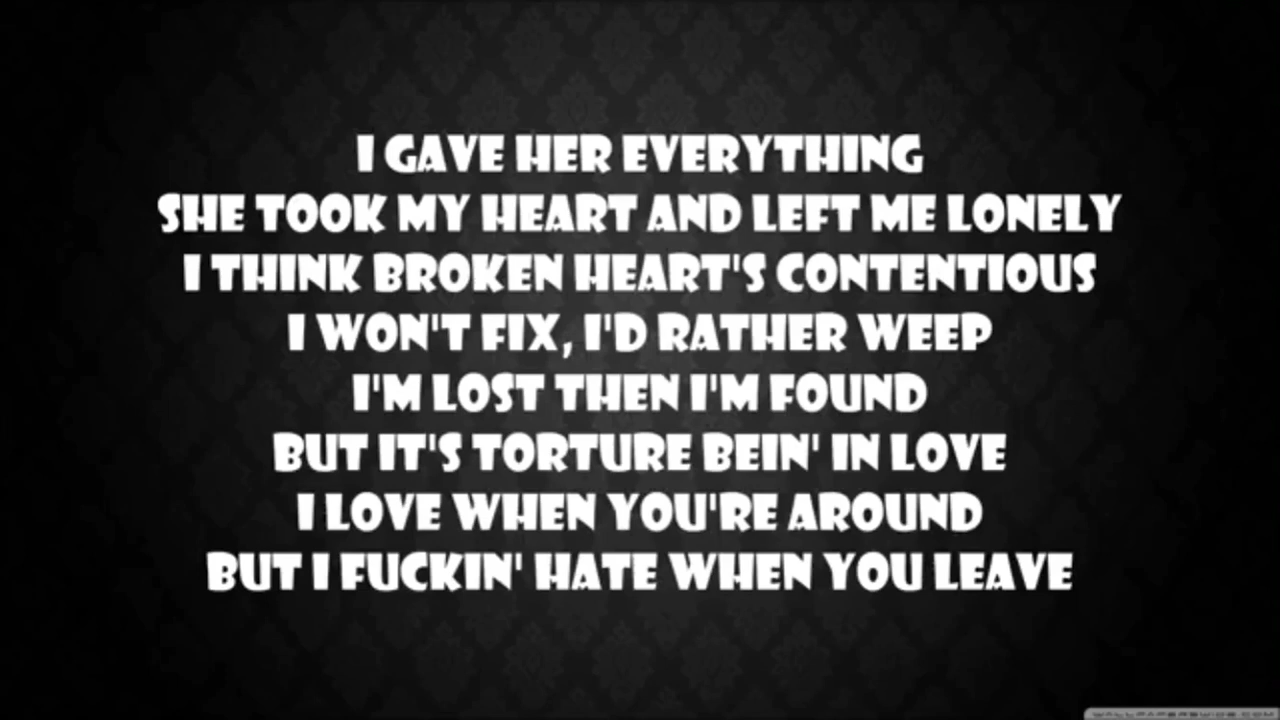 I GAVE HER EVERYTHING
SHE TOOK MY HEART AND LEFT ME LONELY
I THINK BROKEN HEART'S CONTENTIOUS
I WON'T FIX, I'D RATHER WEEP
I'M LOST THEN I'M FOUND
BUT IT'S TORTURE BEIN' IN LOVE
I LOVE WHEN YOU'RE AROUND
BUT I FUCKIN' HATE WHEN YOU LEAVE
WALLPAPERSWIDE.COM